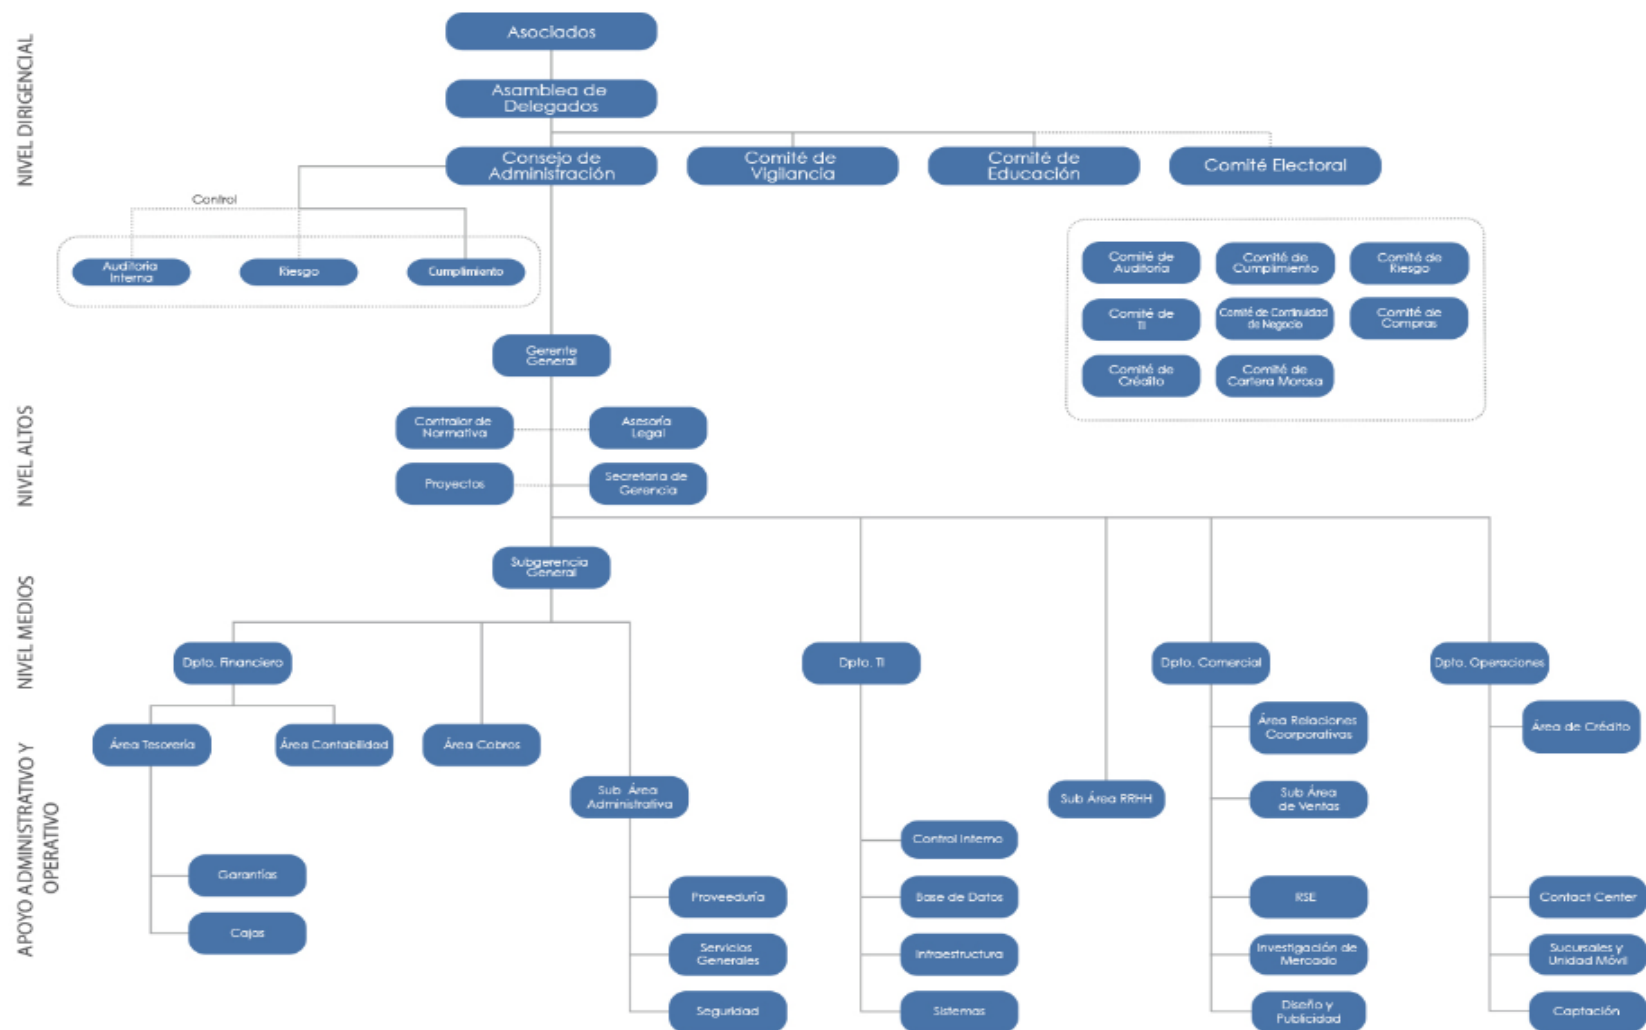 NIVEL DIRIGENCIAL
Asociados
Asamblea de
Delegados
Consejo de
Administración
Comité de
Vigilancia
Comité de
Educación
Comité Electoral
Control
Auditoría
Interna
Riesgo
Cumplimiento
Comité de
Auditoría
Comité de
Cumplimiento
Comité de
Riesgo
Comité de
TI
Comité de Continuidad
de Negocio
Comité de
Compras
Comité de
Crédito
Comité de
Cartera Morosa
NIVEL ALTOS
Gerente
General
Contralor de
Normativa
Asesoría
Legal
Proyectos
Secretaria de
Gerencia
NIVEL MEDIOS
Subgerencia
General
Dpto. Financiero
Dpto. TI
Dpto. Comercial
Dpto. Operaciones
APOYO ADMINISTRATIVO Y
OPERATIVO
Área Tesorería
Área Contabilidad
Área Cobros
Área Relaciones
Coorporativas
Área de Crédito
Sub Área
Administrativa
Sub Área RRHH
Sub Área
de Ventas
Garantías
Cajas
Proveeduría
Servicios
Generales
Seguridad
Control Interno
Base de Datos
Infraestructura
Sistemas
RSE
Investigación de
Mercado
Diseño y
Publicidad
Contact Center
Sucursales y
Unidad Móvil
Captación